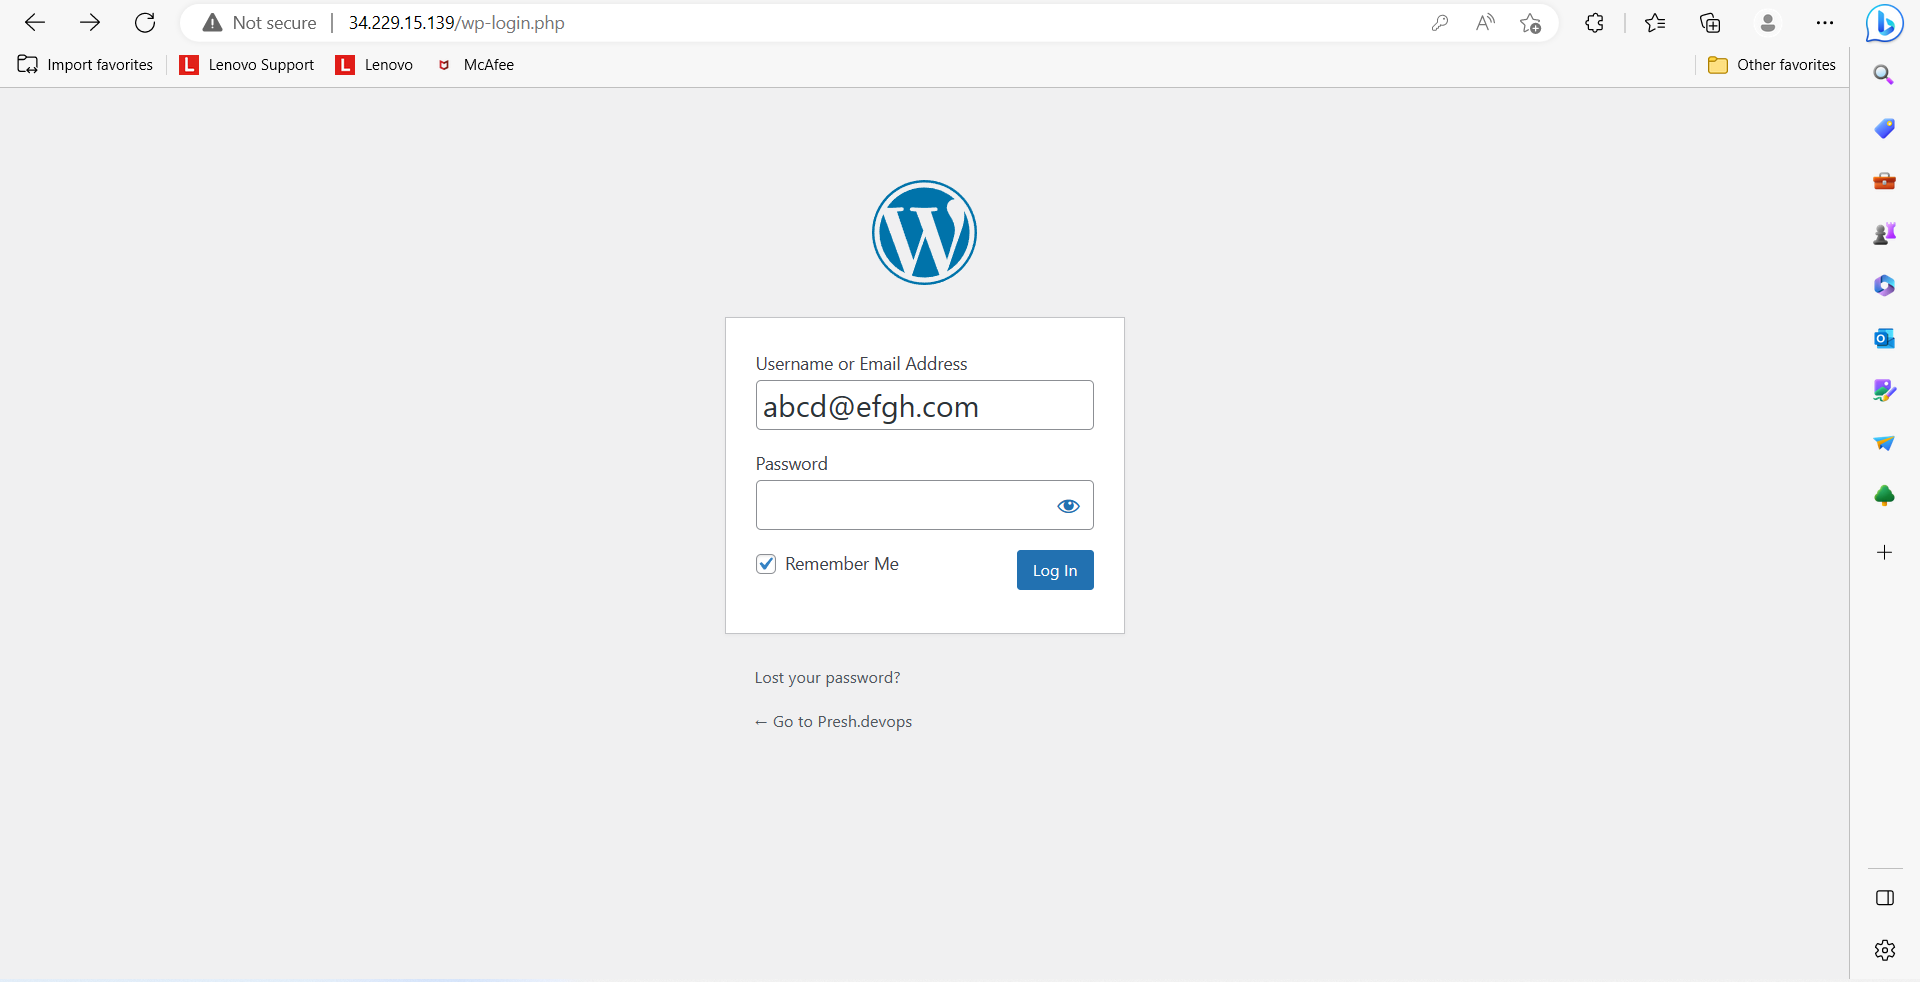 Not secure 34.229.15.139/wp-login.php
Import favorites Lenovo Support Lenovo McAfee Other favorites
Username or Email Address
abcd@efgh.com
Password
Remember Me Log In
Lost your password?
← Go to Presh.devops